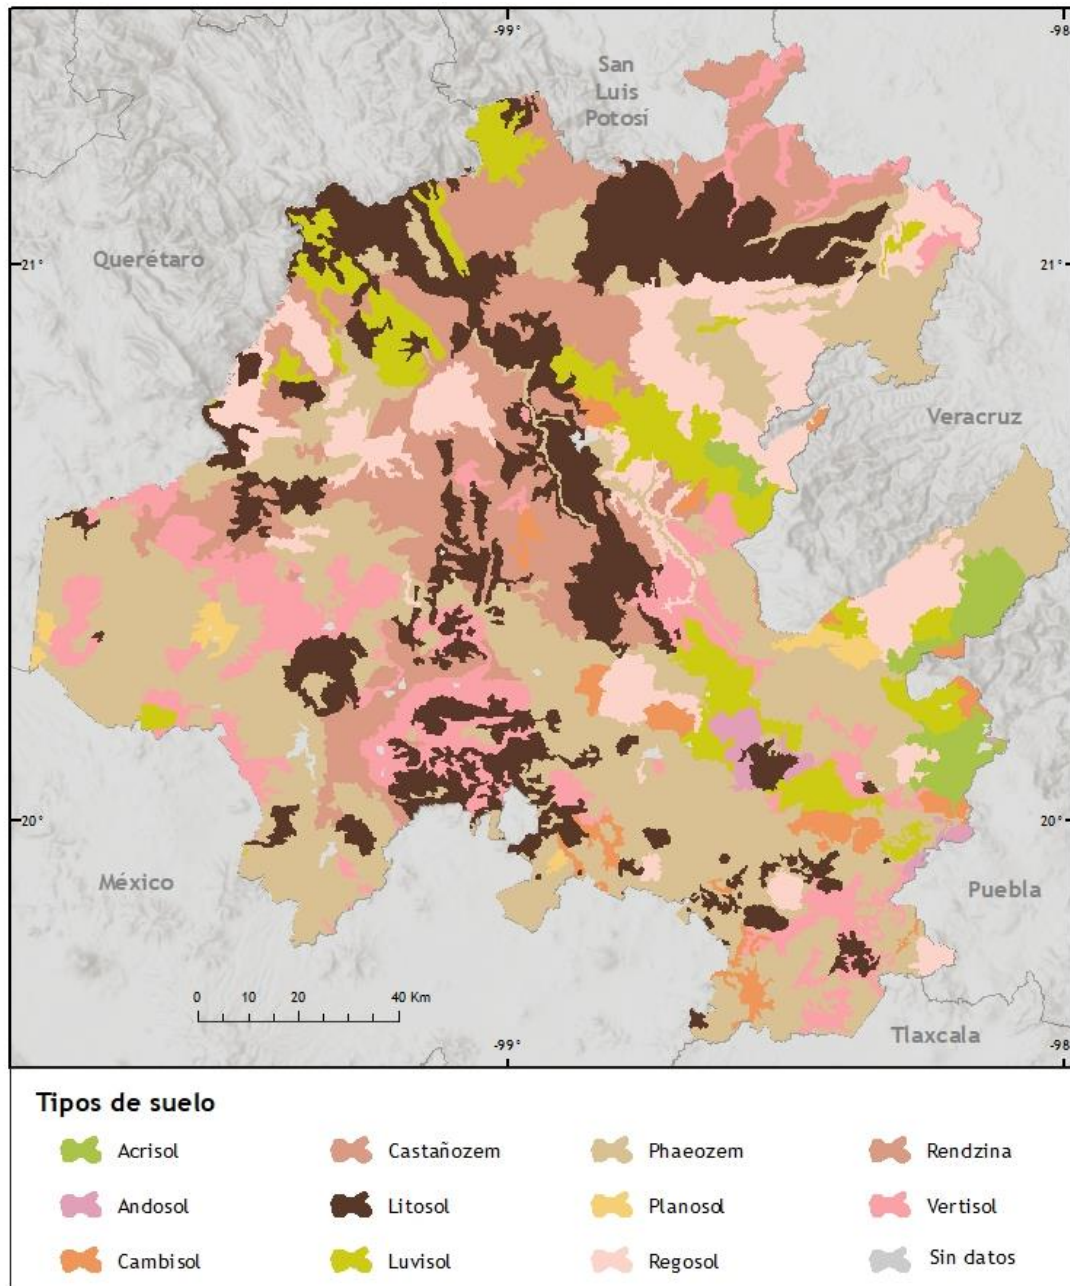 -99°
-98
San
Luis
Potosí
Querétaro
21°
21°
Veracruz
20°
20°
México
Puebla
0 10 20 40 Km
Tlaxcala
-99°
-98
Tipos de suelo
Acrisol Castañozem Phaeozem Rendzina
Andosol Litosol Planosol Vertisol
Cambisol Luvisol Regosol Sin datos